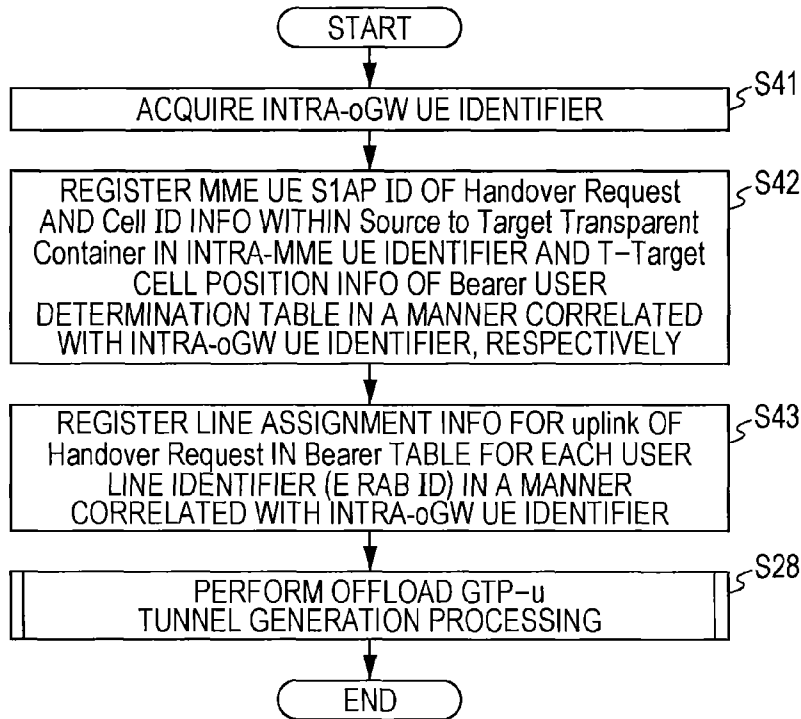 START
ACQUIRE INTRA-oGW UE IDENTIFIER
S41
REGISTER MME UE S1AP ID OF Handover Request
AND Cell ID INFO WITHIN Source to Target Transparent
Container IN INTRA-MME UE IDENTIFIER AND T-Target
CELL POSITION INFO OF Bearer USER
DETERMINATION TABLE IN A MANNER CORRELATED
WITH INTRA-oGW UE IDENTIFIER, RESPECTIVELY
S42
REGISTER LINE ASSIGNMENT INFO FOR uplink OF
Handover Request IN Bearer TABLE FOR EACH USER
LINE IDENTIFIER (E RAB ID) IN A MANNER
CORRELATED WITH INTRA-oGW UE IDENTIFIER
S43
PERFORM OFFLOAD GTP-u
TUNNEL GENERATION PROCESSING
S28
END